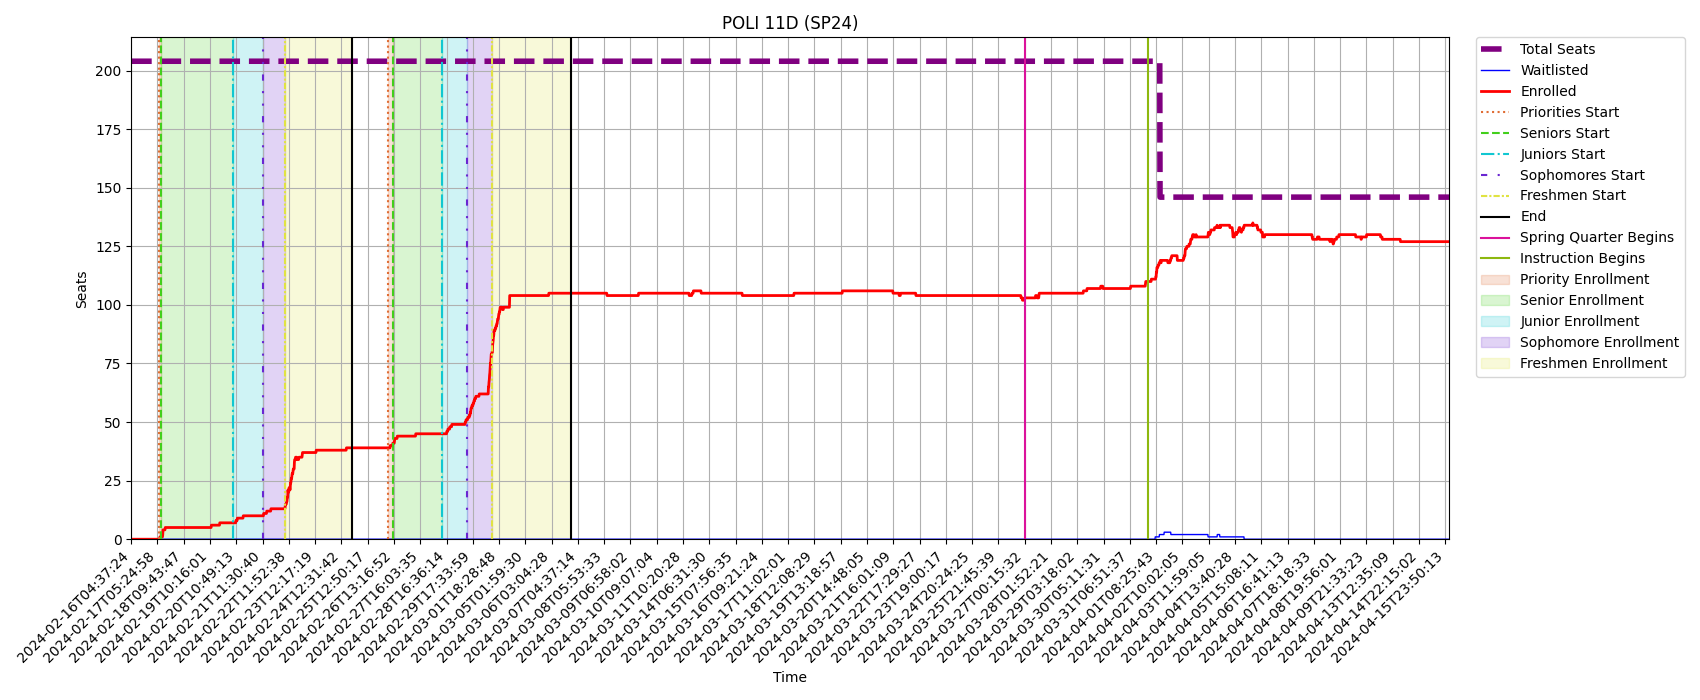 POLI 11D (SP24)
Seats
200
175
150
125
100
75
50
25
0
2024-02-16T04:37:24
2024-02-17T05:24:58
2024-02-18T09:43:47
2024-02-19T10:16:01
2024-02-20T10:49:13
2024-02-21T11:30:40
2024-02-22T11:52:38
2024-02-23T12:17:19
2024-02-24T12:31:42
2024-02-25T12:50:17
2024-02-26T13:16:52
2024-02-27T16:03:35
2024-02-28T16:36:14
2024-02-29T17:33:59
2024-03-01T18:28:48
2024-03-05T01:59:30
2024-03-06T03:04:28
2024-03-07T04:37:14
2024-03-08T05:53:33
2024-03-09T06:58:02
2024-03-10T09:07:04
2024-03-11T10:20:28
2024-03-14T06:31:30
2024-03-15T07:56:35
2024-03-16T09:21:24
2024-03-17T11:02:01
2024-03-18T12:08:29
2024-03-19T13:18:57
2024-03-20T14:48:05
2024-03-21T16:01:09
2024-03-22T17:29:27
2024-03-23T19:00:17
2024-03-24T20:24:25
2024-03-25T21:45:39
2024-03-27T00:15:32
2024-03-28T01:52:21
2024-03-29T03:18:02
2024-03-30T05:11:31
2024-03-31T06:51:37
2024-04-01T08:25:43
2024-04-02T10:02:05
2024-04-03T11:59:05
2024-04-04T13:40:28
2024-04-05T15:08:11
2024-04-06T16:41:13
2024-04-07T18:18:33
2024-04-08T19:56:01
2024-04-09T21:33:23
2024-04-13T12:35:09
2024-04-14T22:15:02
2024-04-15T23:50:13
Time
Total Seats
Waitlisted
Enrolled
Priorities Start
Seniors Start
Juniors Start
Sophomores Start
Freshmen Start
End
Spring Quarter Begins
Instruction Begins
Priority Enrollment
Senior Enrollment
Junior Enrollment
Sophomore Enrollment
Freshmen Enrollment